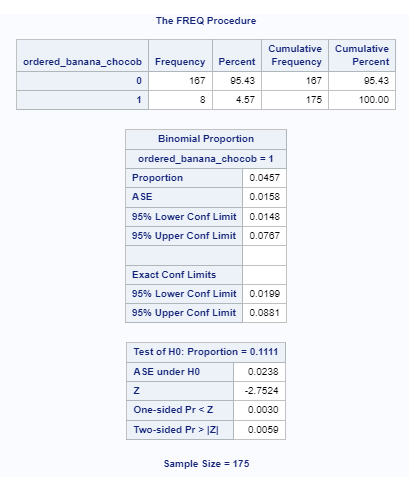 The FREQ Procedure
ordered_banana_chocob Frequency Percent Cumulative Frequency Cumulative Percent
0 167 95.43 167 95.43
1 8 4.57 175 100.00
Binomial Proportion
ordered_banana_chocob = 1
Proportion 0.0457
ASE 0.0158
95% Lower Conf Limit 0.0148
95% Upper Conf Limit 0.0767
Exact Conf Limits
95% Lower Conf Limit 0.0199
95% Upper Conf Limit 0.0881
Test of H0: Proportion = 0.1111
ASE under H0 0.0238
Z -2.7524
One-sided Pr < Z 0.0030
Two-sided Pr > |Z| 0.0059
Sample Size = 175